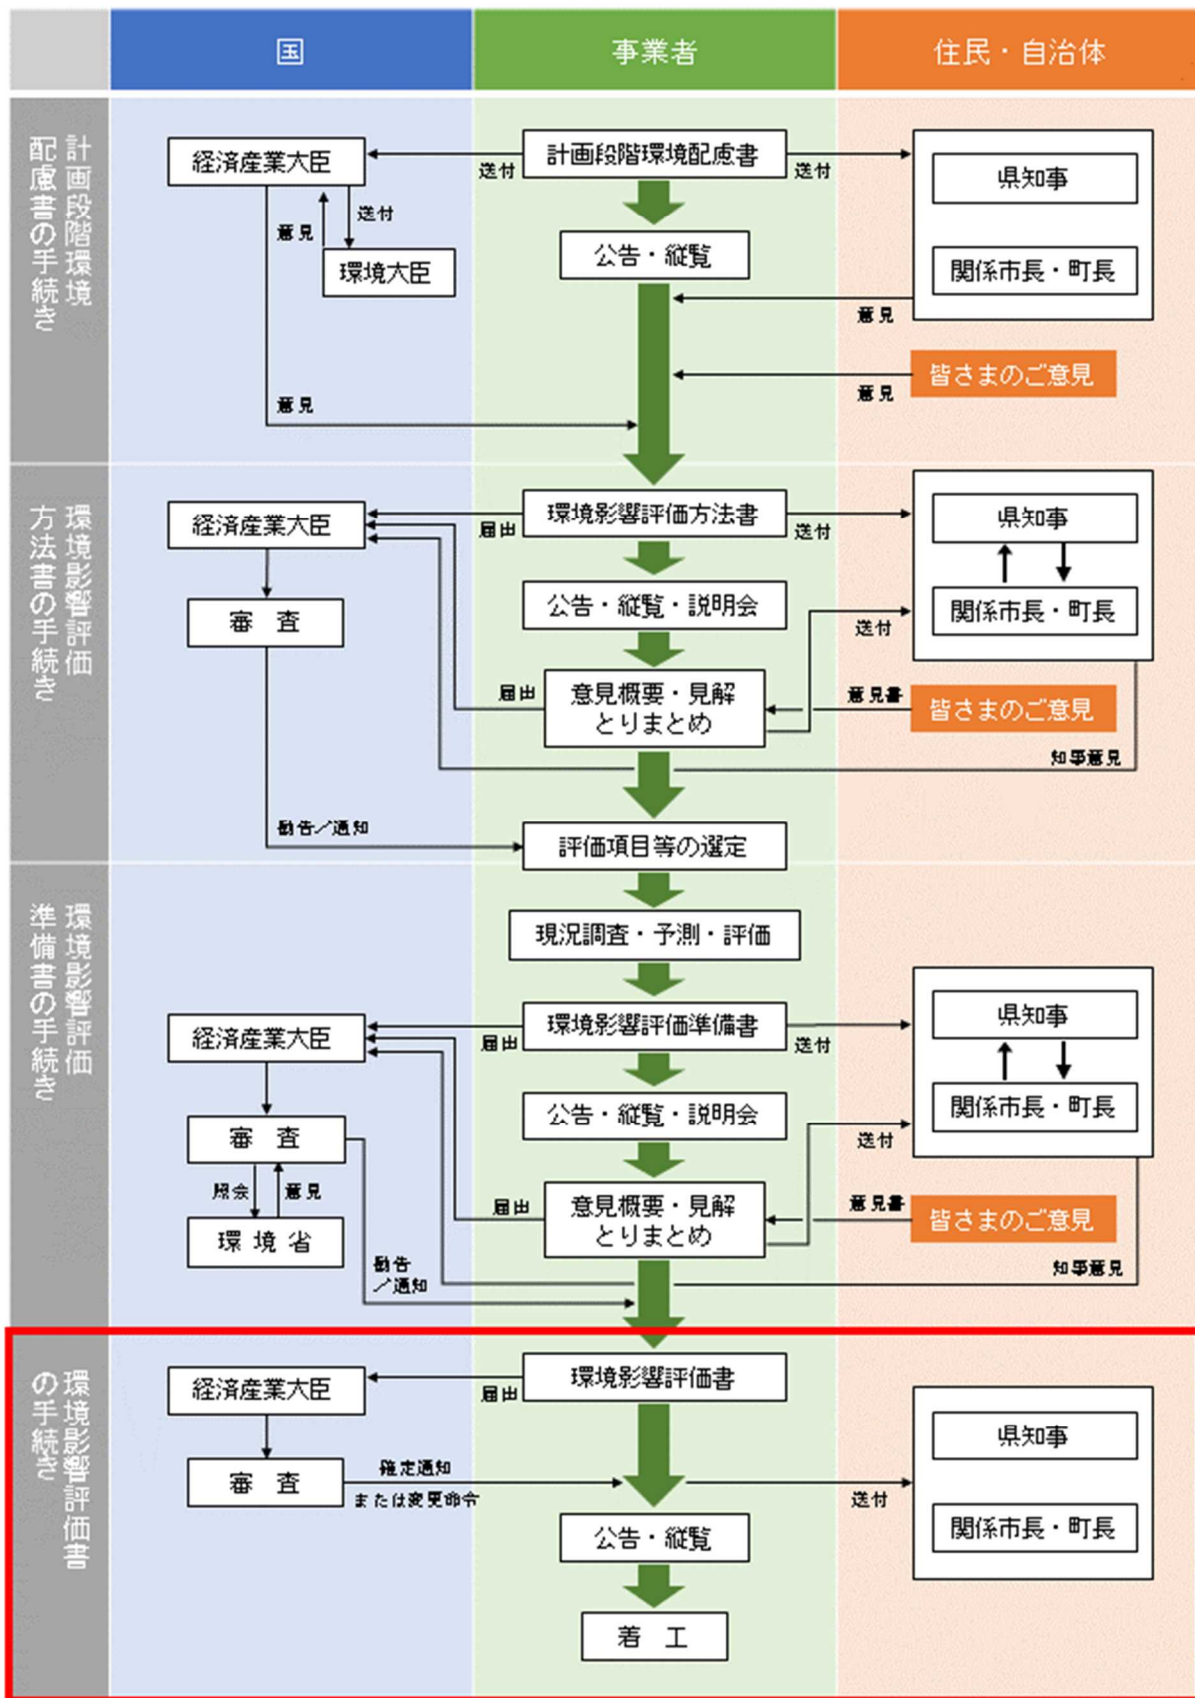 国
事業者
住民・自治体
計画段階環境
配慮書の手続き
経済産業大臣
送付
計画段階環境配慮書
送付
県知事
意見
送付
環境大臣
公告・縦覧
関係市長・町長
意見
皆さまのご意見
意見
意見
環境影響評価
方法書の手続き
経済産業大臣
届出
環境影響評価方法書
送付
県知事
審 査
公告・縦覧・説明会
送付
関係市長・町長
届出
意見概要・見解
とりまとめ
意見書
皆さまのご意見
知事意見
勧告／通知
評価項目等の選定
環境影響評価
準備書の手続き
現況調査・予測・評価
経済産業大臣
届出
環境影響評価準備書
送付
県知事
審 査
公告・縦覧・説明会
送付
関係市長・町長
照会
意見
環 境 省
届出
意見概要・見解
とりまとめ
意見書
皆さまのご意見
勧告
／通知
知事意見
環境影響評価書
の手続き
経済産業大臣
届出
環境影響評価書
県知事
審 査
確定通知
または変更命令
送付
公告・縦覧
関係市長・町長
着 工